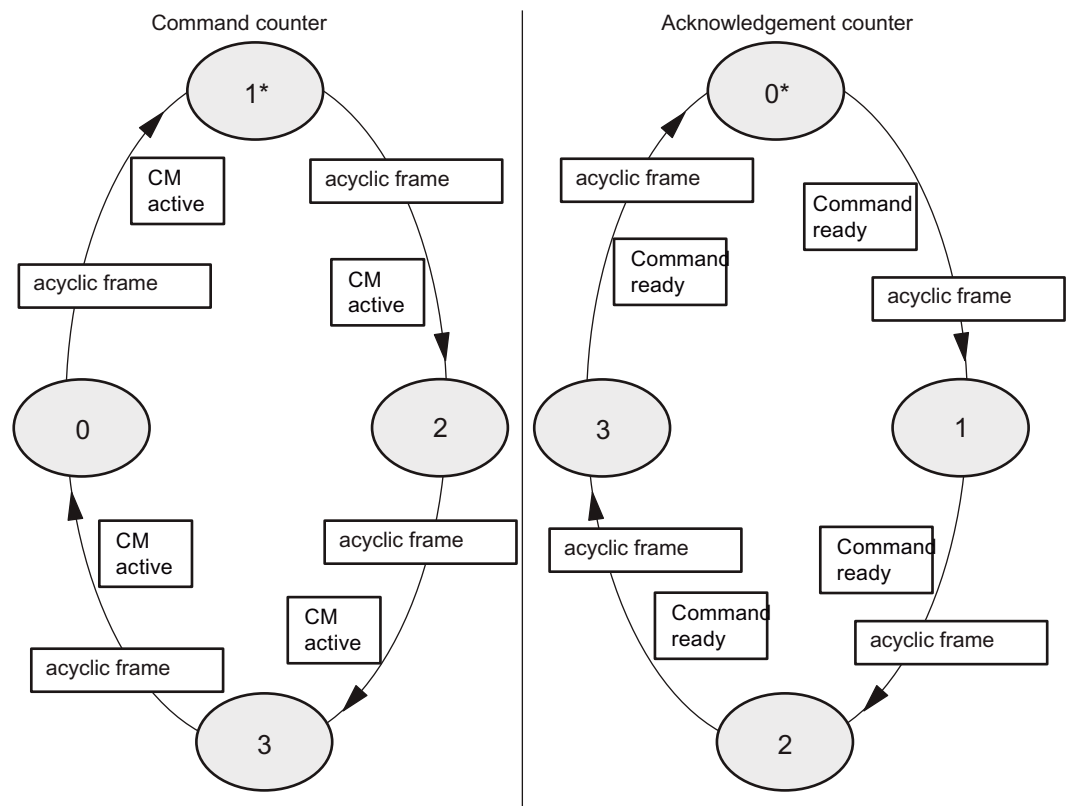 Command counter
1*
CM
active
acyclic frame
acyclic frame
CM
active
0
2
CM
active
acyclic frame
CM
active
acyclic frame
3
Acknowledgement counter
0*
acyclic frame
Command
ready
Command
ready
acyclic frame
3
1
acyclic frame
Command
ready
Command
ready
acyclic frame
2